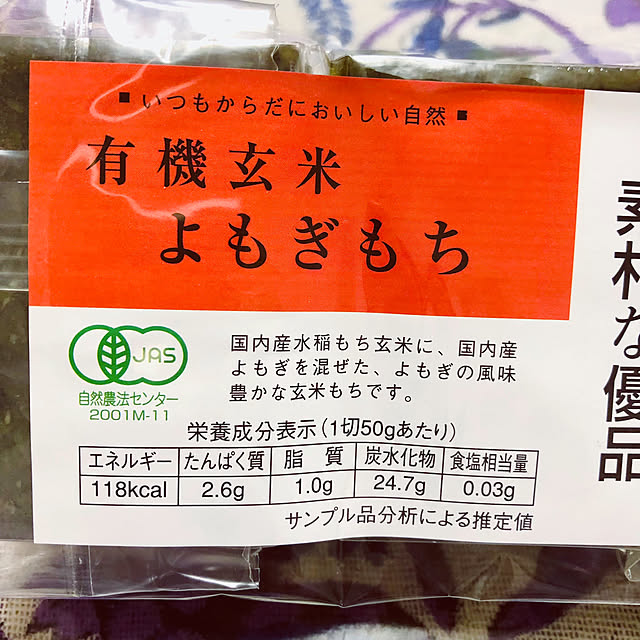 ■ いつもからだにおいしい自然 ■
有機玄米
よもぎもち
素朴な優品
JAS
自然農法センター
2001M-11
国内産水稲もち玄米に、国内産
よもぎを混ぜた、よもぎの風味
豊かな玄米もちです。
栄養成分表示(1切50gあたり)
エネルギー たんぱく質 脂質 炭水化物 食塩相当量
118kcal 2.6g 1.0g 24.7g 0.03g
サンプル品分析による推定値